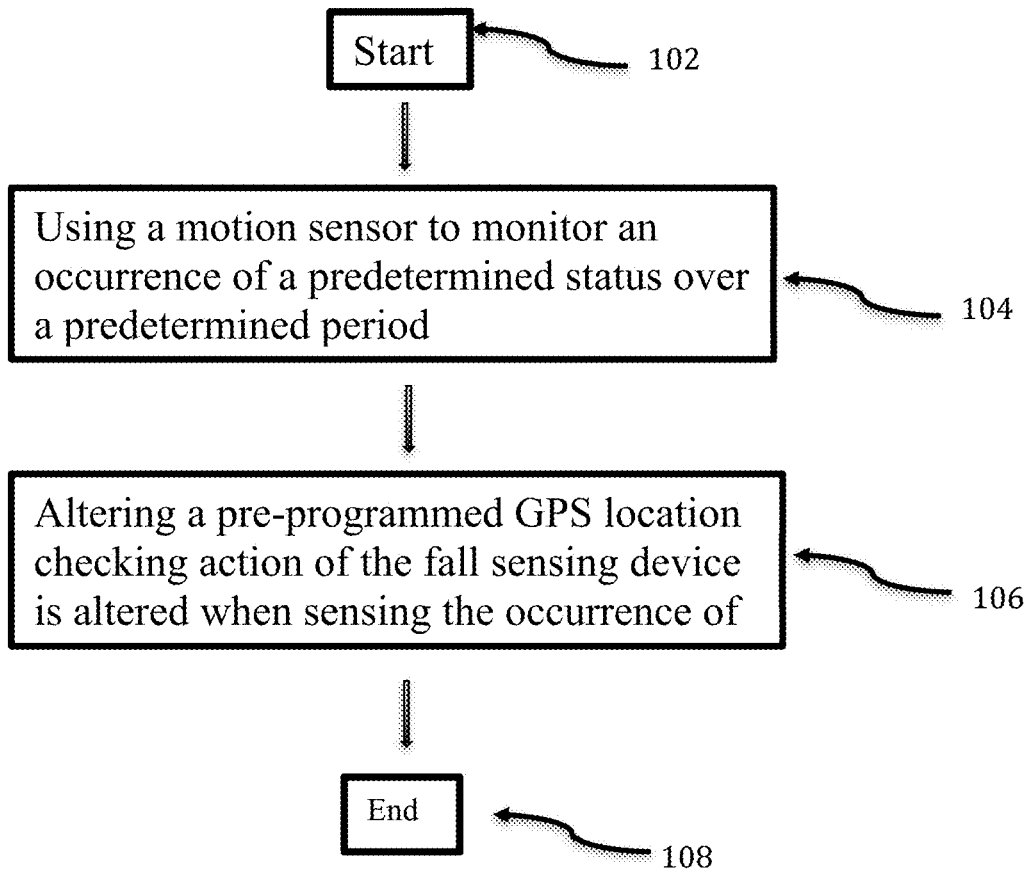 Start
102
Using a motion sensor to monitor an
occurrence of a predetermined status over
a predetermined period
104
Altering a pre-programmed GPS location
checking action of the fall sensing device
is altered when sensing the occurrence of
106
End
108